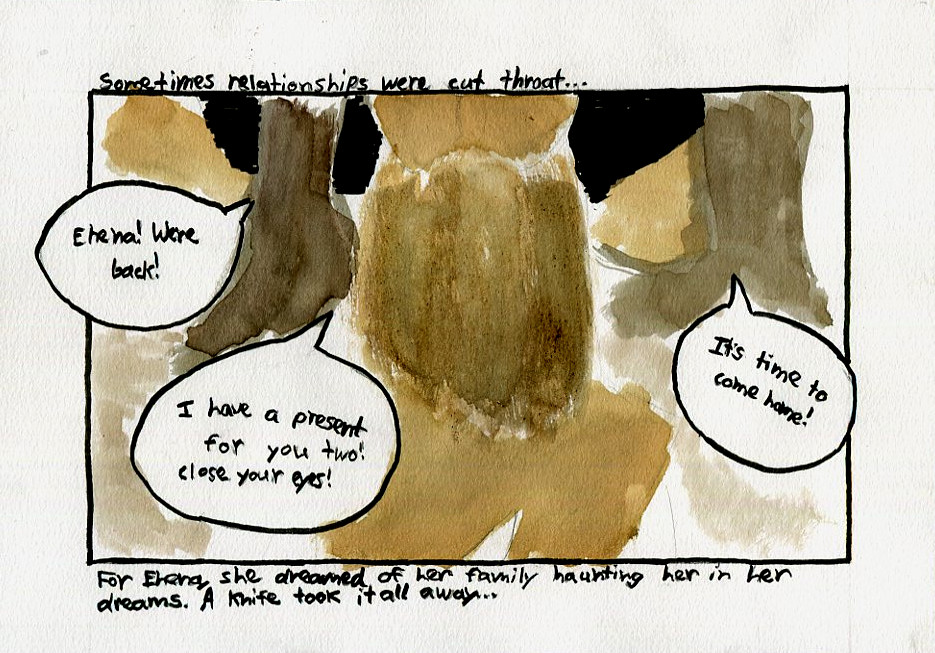 Sometimes relationships were cut throat...
Ehena! Were
back!
I have a present
for you two!
close your eyes!
It's time to
come home!
For Ehena, she dreamed of her family haunting her in her
dreams. A knife took it all away...